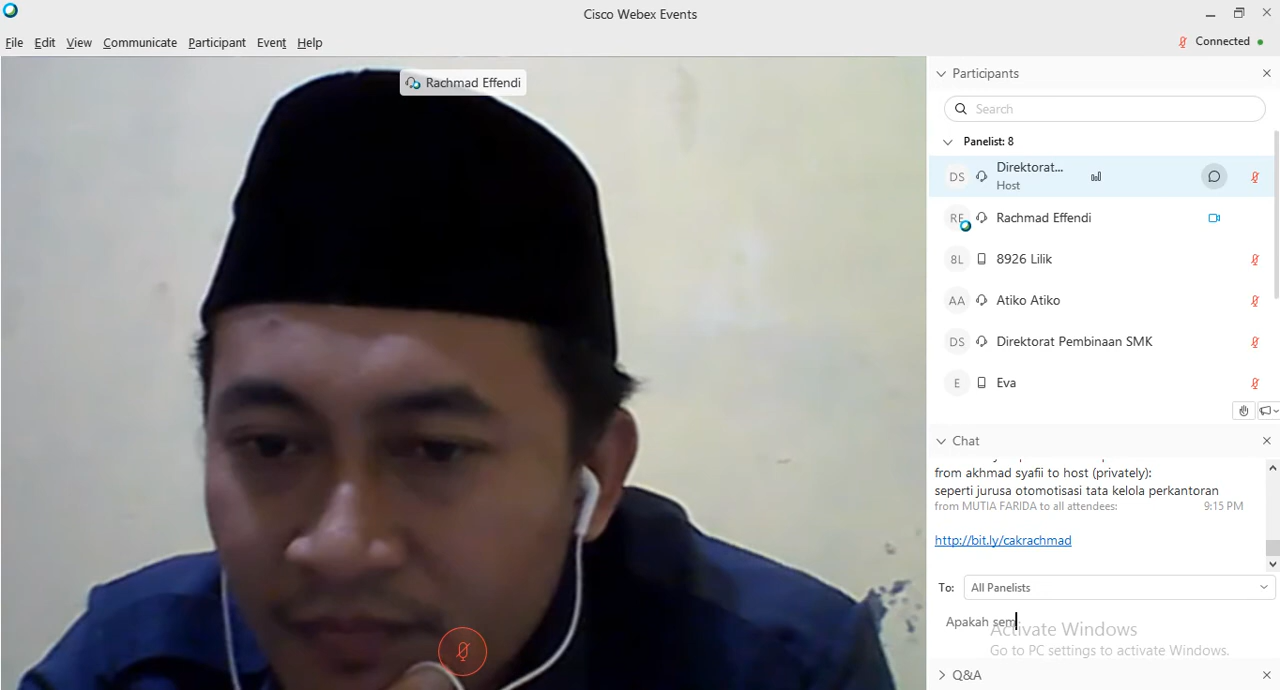 Cisco Webex Events
File Edit View Communicate Participant Event Help
Connected
Rachmad Effendi
Participants
Search
Panelist: 8
DS Direktorat...
Host
RE Rachmad Effendi
8L 8926 Lilik
AA Atiko Atiko
DS Direktorat Pembinaan SMK
E Eva
Chat
from akhmad syafii to host (privately):
seperti jurusa otomotisasi tata kelola perkantoran
from MUTIA FARIDA to all attendees: 9:15 PM
http://bit.ly/cakrachmad
To: All Panelists
Apakah sem
Activate Windows
Go to PC settings to activate Windows.
Q&A